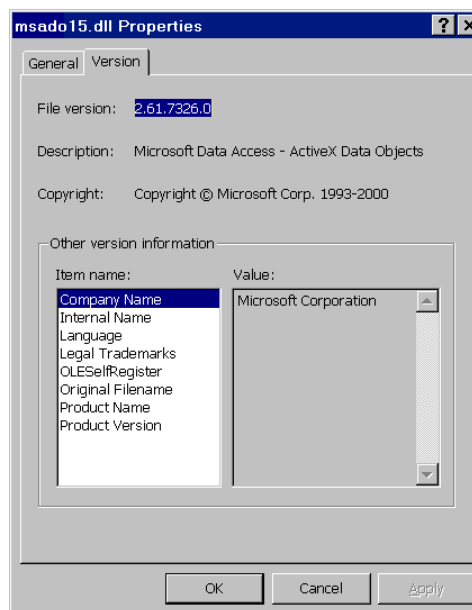 msado15.dll Properties
General Version
File version: 2.61.7326.0
Description: Microsoft Data Access - ActiveX Data Objects
Copyright: Copyright © Microsoft Corp. 1993-2000
Other version information
Item name: Value:
Company Name Microsoft Corporation
Internal Name
Language
Legal Trademarks
OLESelfRegister
Original Filename
Product Name
Product Version
OK Cancel Apply